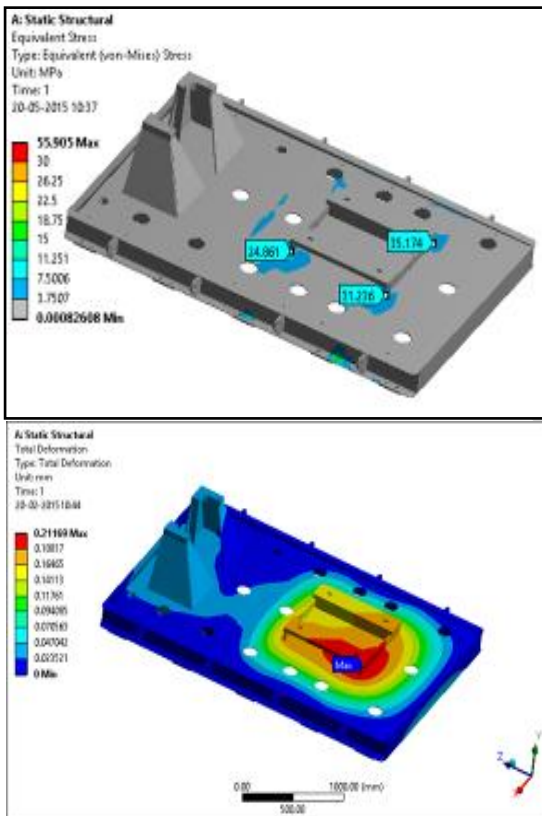 A: Static Structural
Equivalent Stress
Type: Equivalent (von-Mises) Stress
Unit: MPa
Time: 1
20-05-2015 10:37
55.905 Max
30
26.25
22.5
18.75
15
11.251
7.5006
3.7507
0.00082608 Min
35.174
A: Static Structural
Total Deformation
Type: Total Deformation
Unit: mm
Time: 1
0.21169 Max
0.14113
0.11761
0.094085
0.070563
0.047042
0.023521
0 Min
Max
Y
Z
X
0.00
1000.00 (mm)
500.00